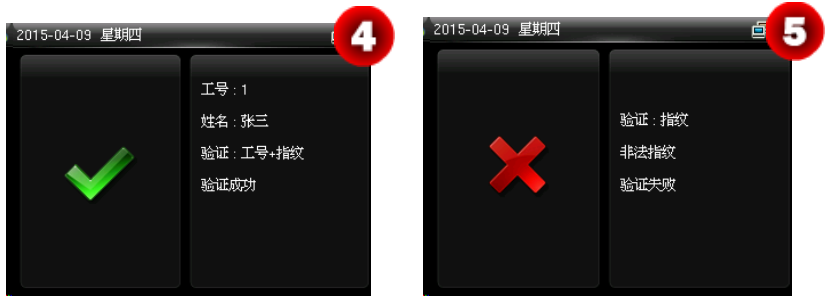 2015-04-09 星期四
4
工号 : 1
姓名 : 张三
验证 : 工号+指纹
验证成功
2015-04-09 星期四
5
验证 : 指纹
非法指纹
验证失败